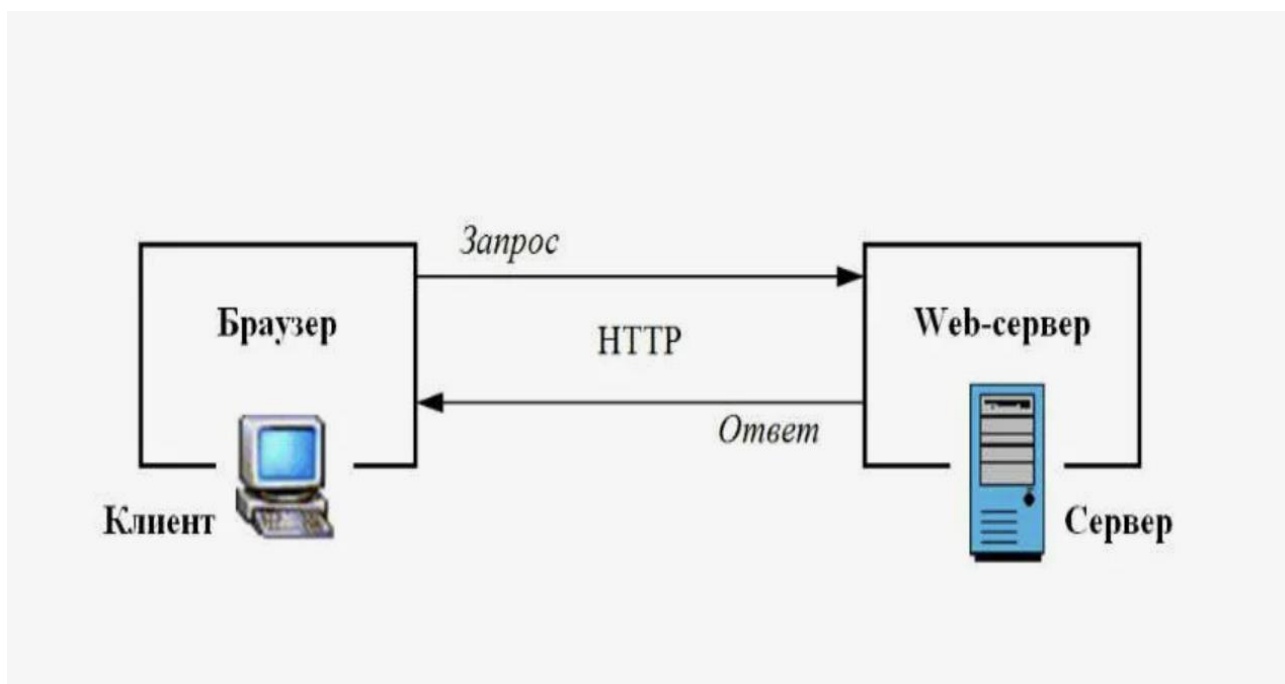 Запрос
Браузер
HTTP
Web-сервер
Ответ
Клиент
Сервер